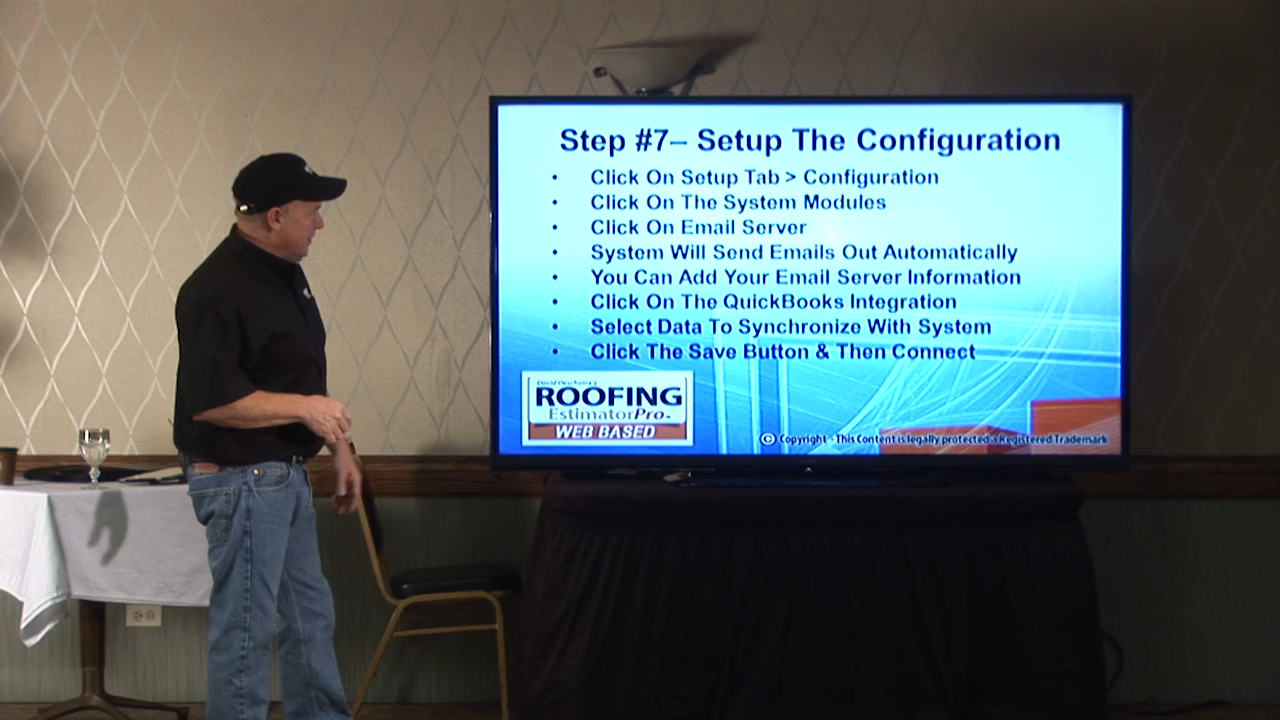 Step #7– Setup The Configuration
• Click On Setup Tab > Configuration
• Click On The System Modules
• Click On Email Server
• System Will Send Emails Out Automatically
• You Can Add Your Email Server Information
• Click On The QuickBooks Integration
• Select Data To Synchronize With System
• Click The Save Button & Then Connect
ROOFING
EstimatorPro™
WEB BASED
© Copyright - This Content is legally protected a Registered Trademark